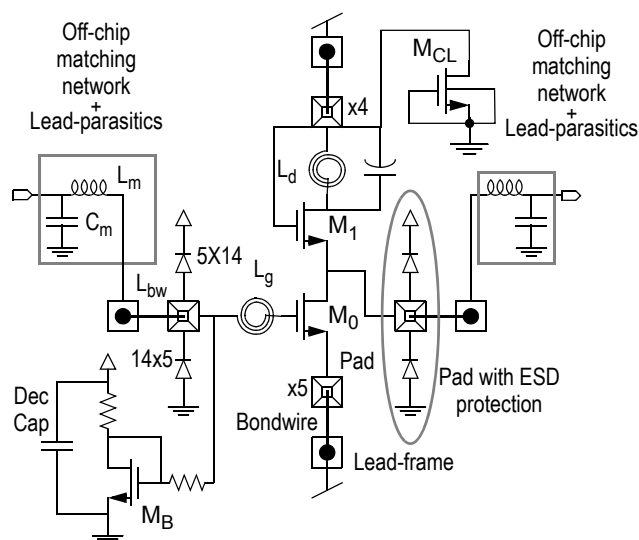 Off-chip
matching
network
+
Lead-parasitics
M_CL
Off-chip
matching
network
+
Lead-parasitics
x4
L_m
C_m
L_d
M_1
5X14
L_g
L_bw
M_0
14x5
Pad
x5
Pad with ESD
protection
Dec
Cap
Bondwire
Lead-frame
M_B